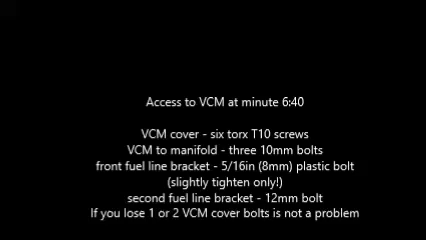 Access to VCM at minute 6:40
VCM cover - six torx T10 screws
VCM to manifold - three 10mm bolts
front fuel line bracket - 5/16in (8mm) plastic bolt
(slightly tighten only!)
second fuel line bracket - 12mm bolt
If you lose 1 or 2 VCM cover bolts is not a problem